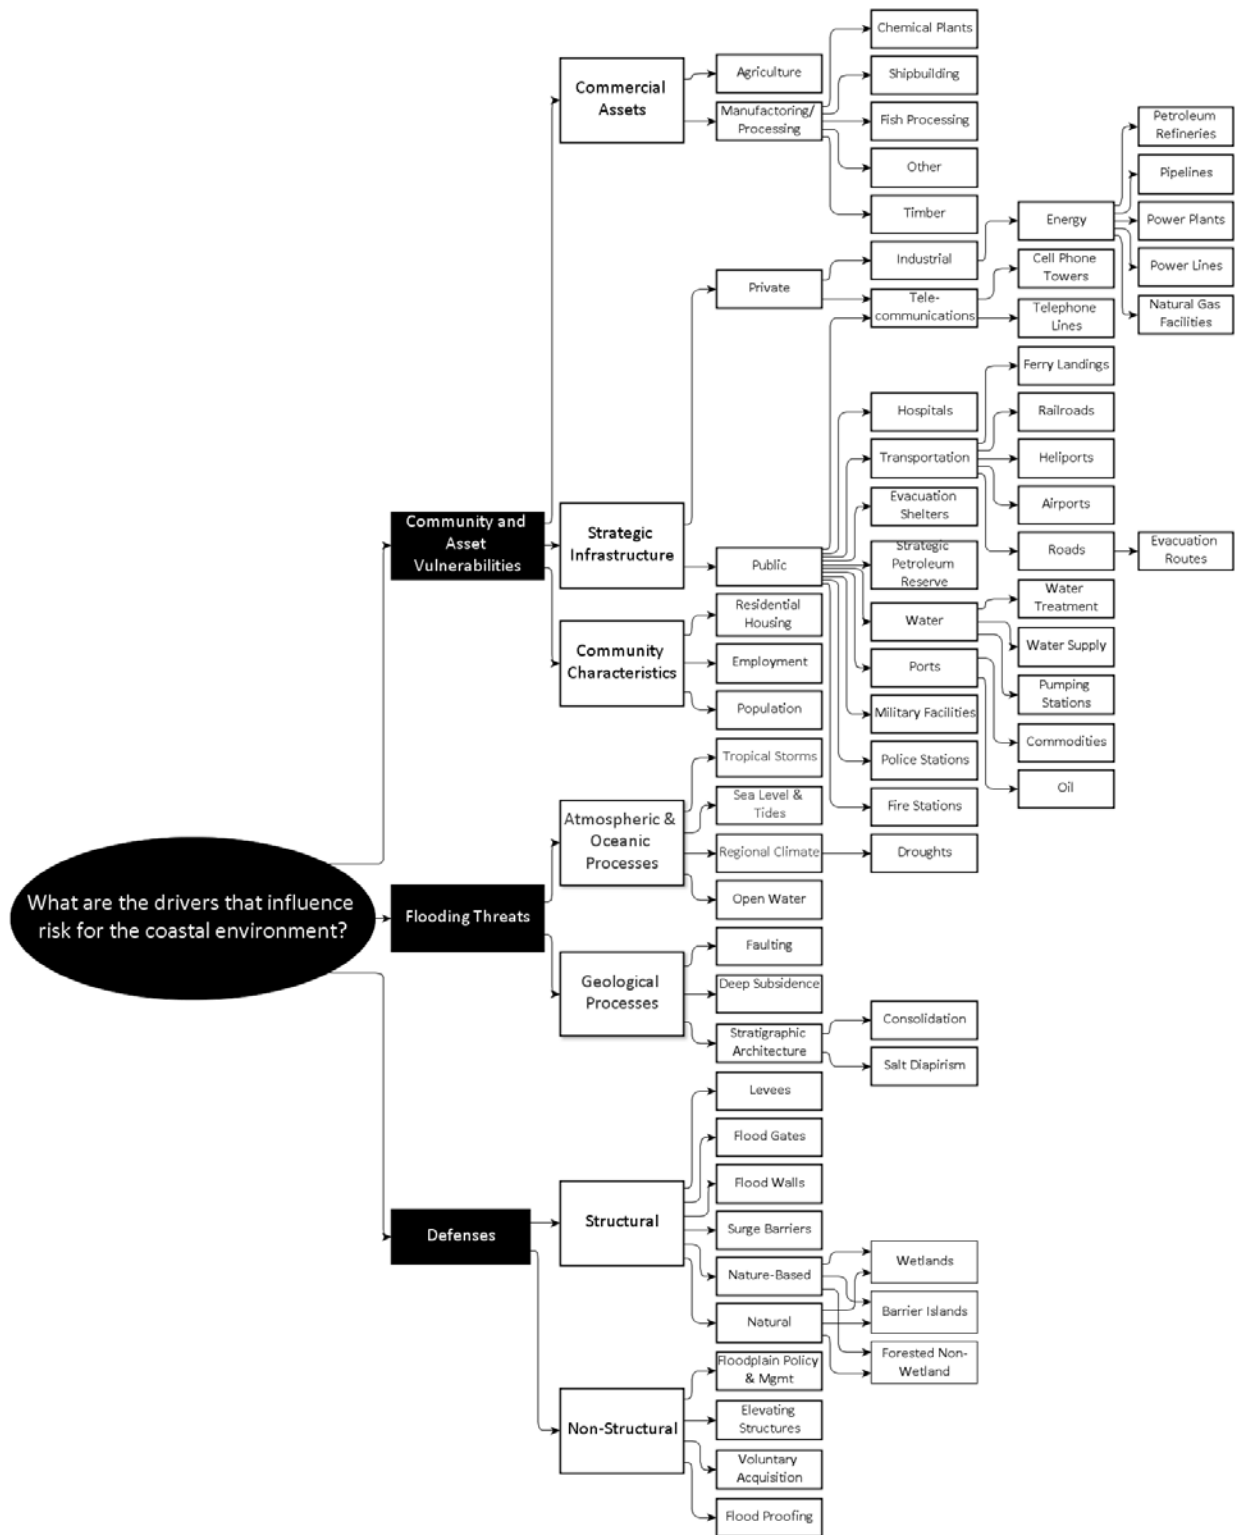 What are the drivers that influence
risk for the coastal environment?
Community and
Asset
Vulnerabilities
Commercial
Assets
Agriculture
Manufactoring/
Processing
Chemical Plants
Shipbuilding
Fish Processing
Other
Timber
Strategic
Infrastructure
Private
Industrial
Energy
Petroleum
Refineries
Pipelines
Power Plants
Power Lines
Natural Gas
Facilities
Tele-
communications
Cell Phone
Towers
Telephone
Lines
Public
Hospitals
Transportation
Ferry Landings
Railroads
Heliports
Airports
Roads
Evacuation
Routes
Evacuation
Shelters
Strategic
Petroleum
Reserve
Water
Water
Treatment
Water Supply
Pumping
Stations
Ports
Commodities
Oil
Military Facilities
Police Stations
Fire Stations
Community
Characteristics
Residential
Housing
Employment
Population
Flooding Threats
Atmospheric &
Oceanic
Processes
Tropical Storms
Sea Level &
Tides
Regional Climate
Droughts
Open Water
Geological
Processes
Faulting
Deep Subsidence
Stratigraphic
Architecture
Consolidation
Salt Diapirism
Defenses
Structural
Levees
Flood Gates
Flood Walls
Surge Barriers
Nature-Based
Natural
Wetlands
Barrier Islands
Forested Non-
Wetland
Non-Structural
Floodplain Policy
& Mgmt
Elevating
Structures
Voluntary
Acquisition
Flood Proofing